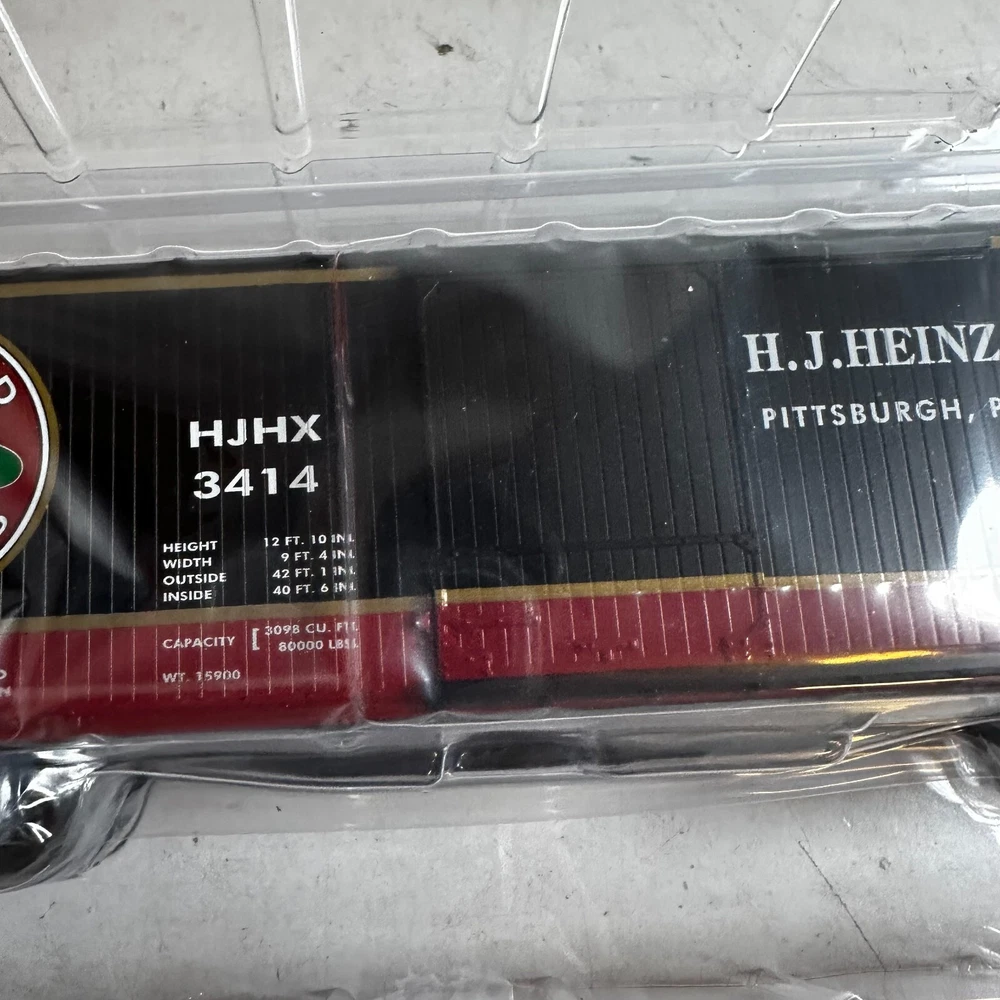 HJHX
3414
HEIGHT 12 FT. 10 IN.
WIDTH 9 FT. 4 IN.
OUTSIDE 42 FT. 1 IN.
INSIDE 40 FT. 6 IN.
CAPACITY [ 3098 CU. FT.
80000 LBS.
WT. 15900
H.J.HEINZ
PITTSBURGH, P